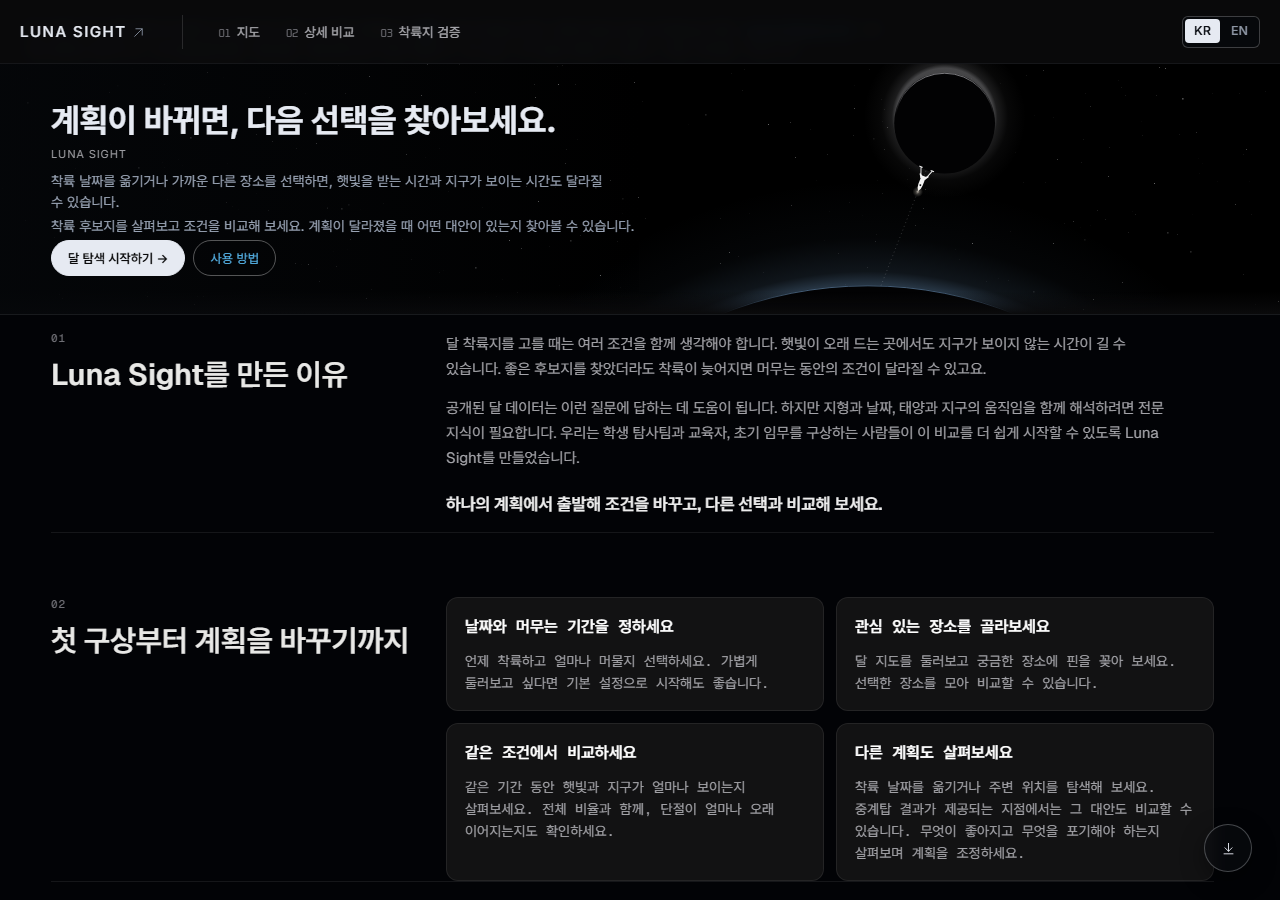 LUNA SIGHT ↗
01 지도
02 상세 비교
03 착륙지 검증
KR EN
계획이 바뀌면, 다음 선택을 찾아보세요.
LUNA SIGHT
착륙 날짜를 옮기거나 가까운 다른 장소를 선택하면, 햇빛을 받는 시간과 지구가 보이는 시간도 달라질
수 있습니다.
착륙 후보지를 살펴보고 조건을 비교해 보세요. 계획이 달라졌을 때 어떤 대안이 있는지 찾아볼 수 있습니다.
달 탐색 시작하기 →
사용 방법
01
Luna Sight를 만든 이유
달 착륙지를 고를 때는 여러 조건을 함께 생각해야 합니다. 햇빛이 오래 드는 곳에서도 지구가 보이지 않는 시간이 길 수
있습니다. 좋은 후보지를 찾았더라도 착륙이 늦어지면 머무는 동안의 조건이 달라질 수 있고요.
공개된 달 데이터는 이런 질문에 답하는 데 도움이 됩니다. 하지만 지형과 날짜, 태양과 지구의 움직임을 함께 해석하려면 전문
지식이 필요합니다. 우리는 학생 탐사팀과 교육자, 초기 임무를 구상하는 사람들이 이 비교를 더 쉽게 시작할 수 있도록 Luna
Sight를 만들었습니다.
하나의 계획에서 출발해 조건을 바꾸고, 다른 선택과 비교해 보세요.
02
첫 구상부터 계획을 바꾸기까지
날짜와 머무는 기간을 정하세요
언제 착륙하고 얼마나 머물지 선택하세요. 가볍게
둘러보고 싶다면 기본 설정으로 시작해도 좋습니다.
관심 있는 장소를 골라보세요
달 지도를 둘러보고 궁금한 장소에 핀을 꽂아 보세요.
선택한 장소를 모아 비교할 수 있습니다.
같은 조건에서 비교하세요
같은 기간 동안 햇빛과 지구가 얼마나 보이는지
살펴보세요. 전체 비율과 함께, 단절이 얼마나 오래
이어지는지도 확인하세요.
다른 계획도 살펴보세요
착륙 날짜를 옮기거나 주변 위치를 탐색해 보세요.
중계탑 결과가 제공되는 지점에서는 그 대안도 비교할 수
있습니다. 무엇이 좋아지고 무엇을 포기해야 하는지
살펴보며 계획을 조정하세요.